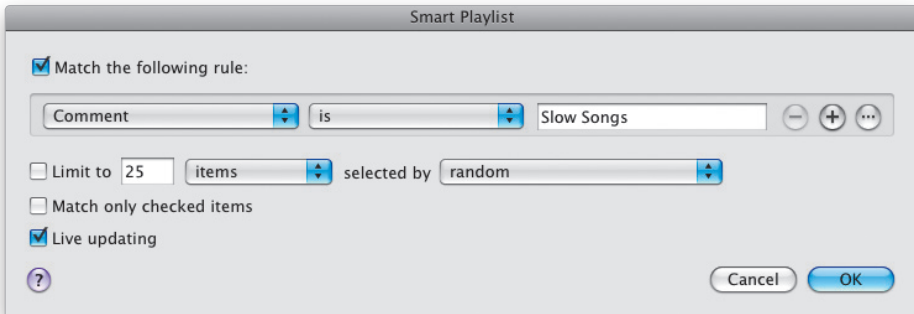 Smart Playlist
Match the following rule:
Comment is Slow Songs
Limit to 25 items selected by random
Match only checked items
Live updating
? Cancel OK